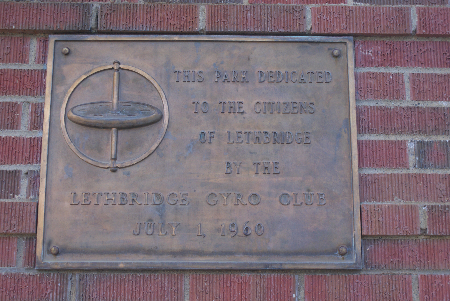 THIS PARK DEDICATED
TO THE CITIZENS
OF LETHBRIDGE
BY THE
LETHBRIDGE GYRO CLUB
JULY 1, 1960